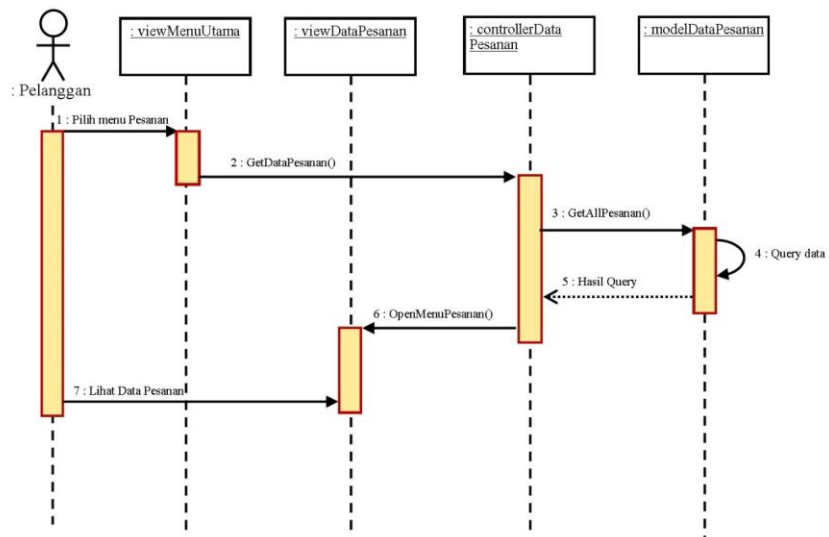 : viewMenuUtama
: viewDataPesanan
: controllerData
Pesanan
: modelDataPesanan
: Pelanggan
1 : Pilih menu Pesanan
2 : GetDataPesanan()
3 : GetAllPesanan()
4 : Query data
5 : Hasil Query
6 : OpenMenuPesanan()
7 : Lihat Data Pesanan